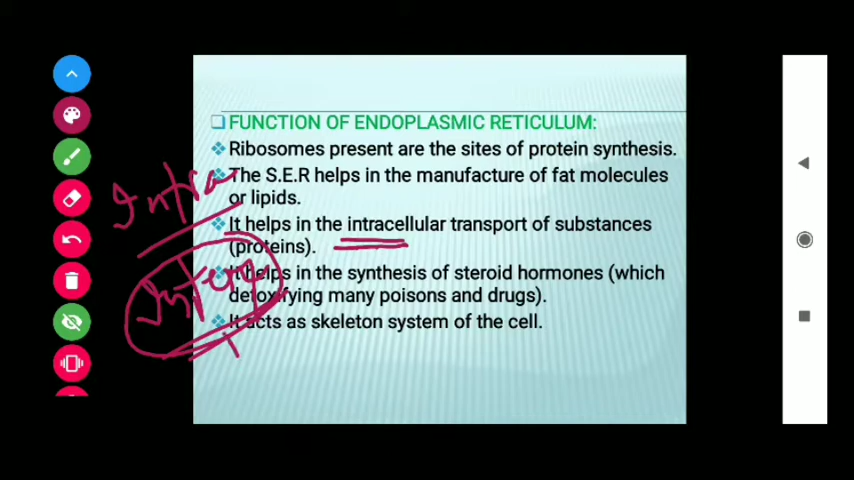 FUNCTION OF ENDOPLASMIC RETICULUM:
Ribosomes present are the sites of protein synthesis.
The S.E.R helps in the manufacture of fat molecules
or lipids.
It helps in the intracellular transport of substances
(proteins).
It helps in the synthesis of steroid hormones (which
detoxifying many poisons and drugs).
It acts as skeleton system of the cell.
Intra